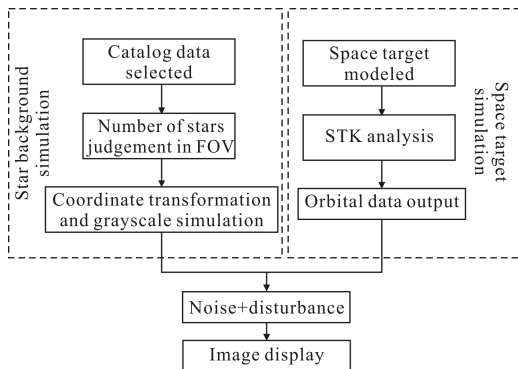 Star background
simulation
Catalog data
selected
Number of stars
judgement in FOV
Coordinate transformation
and grayscale simulation
Space target
modeled
STK analysis
Orbital data output
Space target
simulation
Noise+disturbance
Image display